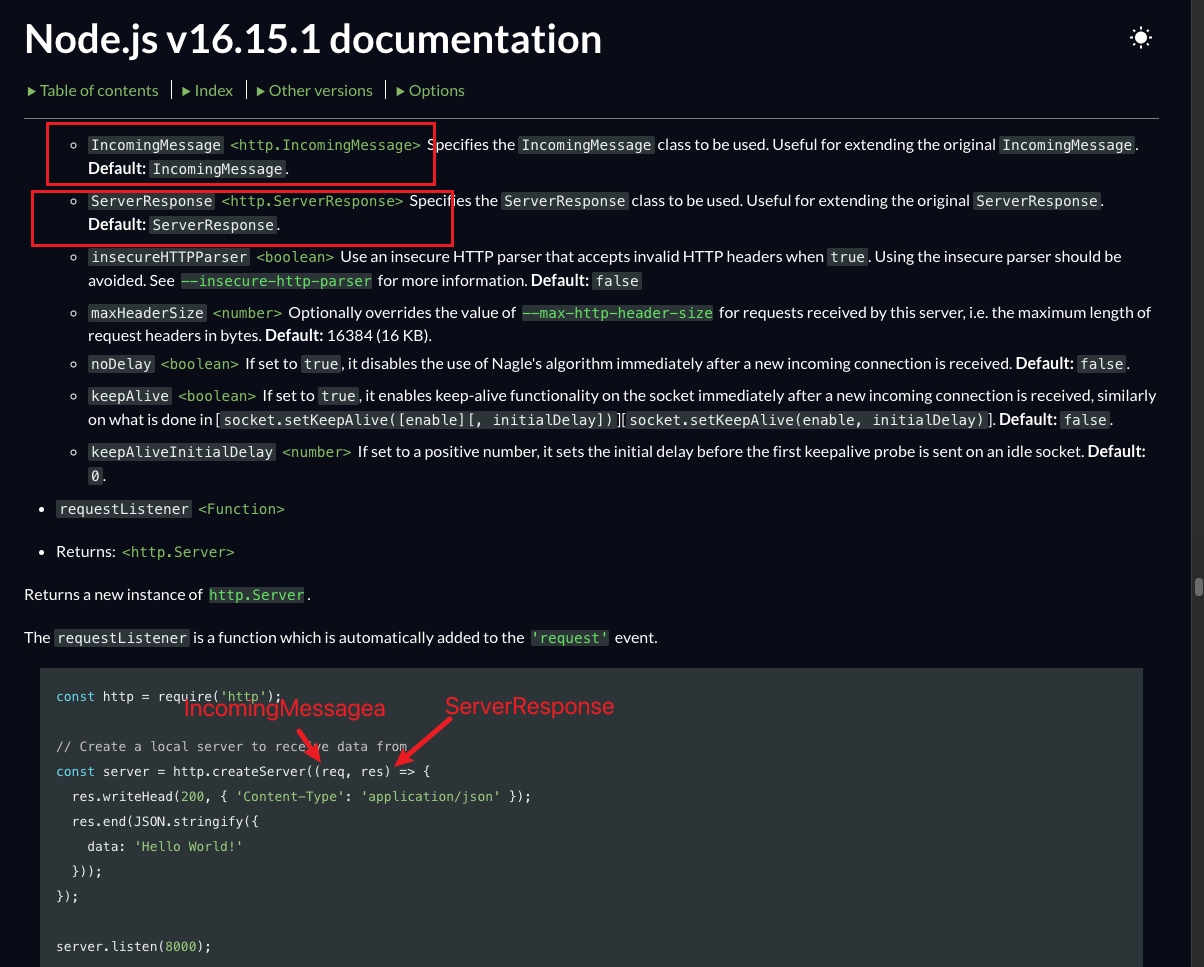 Node.js v16.15.1 documentation
Table of contents Index Other versions Options
IncomingMessage <http.IncomingMessage> Specifies the IncomingMessage class to be used. Useful for extending the original IncomingMessage.
Default: IncomingMessage.
ServerResponse <http.ServerResponse> Specifies the ServerResponse class to be used. Useful for extending the original ServerResponse.
Default: ServerResponse.
insecureHTTPParser <boolean> Use an insecure HTTP parser that accepts invalid HTTP headers when true. Using the insecure parser should be
avoided. See --insecure-http-parser for more information. Default: false
maxHeaderSize <number> Optionally overrides the value of --max-http-header-size for requests received by this server, i.e. the maximum length of
request headers in bytes. Default: 16384 (16 KB).
noDelay <boolean> If set to true, it disables the use of Nagle's algorithm immediately after a new incoming connection is received. Default: false.
keepAlive <boolean> If set to true, it enables keep-alive functionality on the socket immediately after a new incoming connection is received, similarly
on what is done in [socket.setKeepAlive([enable][, initialDelay])][socket.setKeepAlive(enable, initialDelay)]. Default: false.
keepAliveInitialDelay <number> If set to a positive number, it sets the initial delay before the first keepalive probe is sent on an idle socket. Default:
0.
requestListener <Function>
Returns: <http.Server>
Returns a new instance of http.Server.
The requestListener is a function which is automatically added to the 'request' event.
const http = require('http');
IncomingMessagea ServerResponse
// Create a local server to receive data from
const server = http.createServer((req, res) => {
res.writeHead(200, { 'Content-Type': 'application/json' });
res.end(JSON.stringify({
data: 'Hello World!'
}));
});
server.listen(8000);